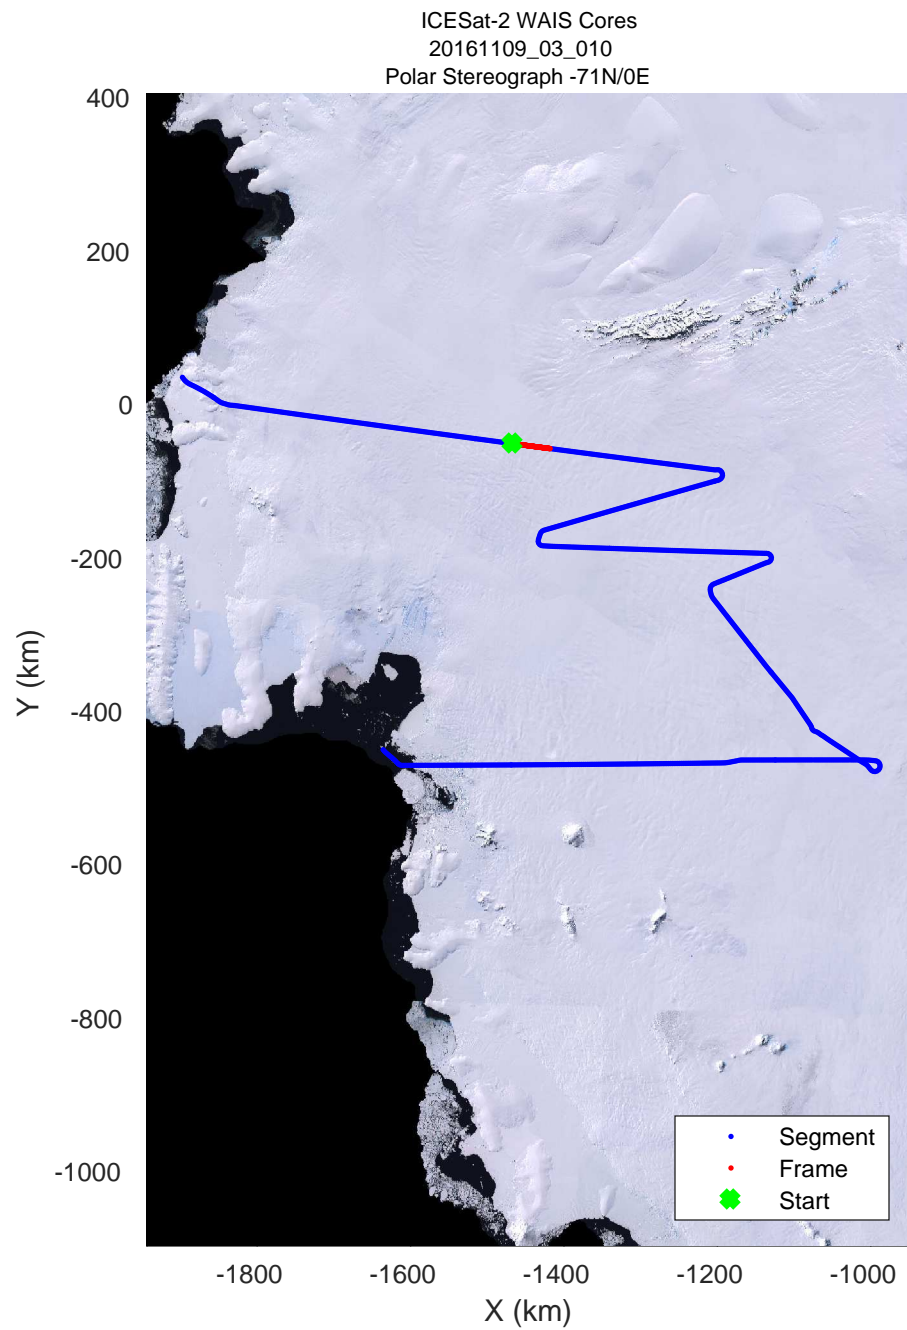 ICESat-2 WAIS Cores
20161109_03_010
Polar Stereograph -71N/0E
400
200
0
-200
-400
-600
-800
-1000
Y (km)
Segment
Frame
Start
-1800
-1600
-1400
-1200
-1000
X (km)